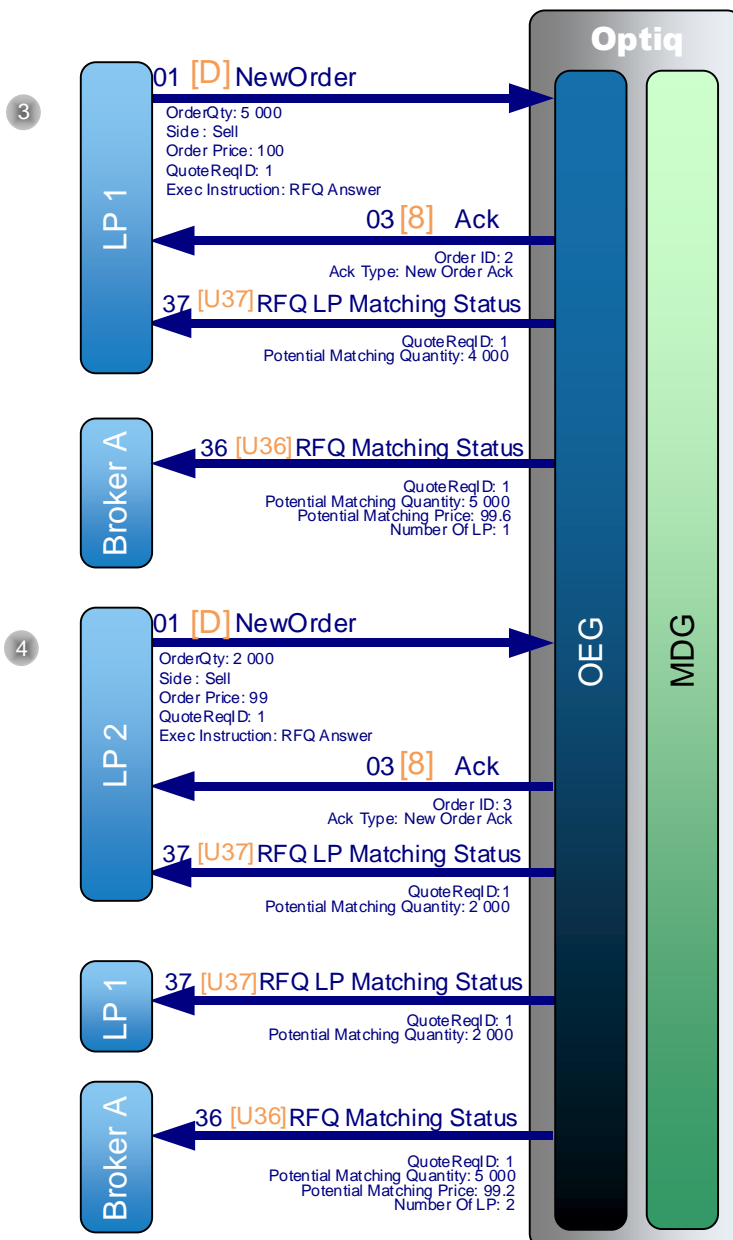 Optiq
3
LP 1
01 [D] NewOrder
OrderQty: 5 000
Side : Sell
Order Price: 100
QuoteReqID: 1
Exec Instruction: RFQ Answer
03 [8] Ack
Order ID: 2
Ack Type: New Order Ack
37 [U37] RFQ LP Matching Status
QuoteReqID: 1
Potential Matching Quantity: 4 000
Broker A
36 [U36] RFQ Matching Status
QuoteReqID: 1
Potential Matching Quantity: 5 000
Potential Matching Price: 99.6
Number Of LP: 1
OEG
MDG
4
LP 2
01 [D] NewOrder
OrderQty: 2 000
Side : Sell
Order Price: 99
QuoteReqID: 1
Exec Instruction: RFQ Answer
03 [8] Ack
Order ID: 3
Ack Type: New Order Ack
37 [U37] RFQ LP Matching Status
QuoteReqID:1
Potential Matching Quantity: 2 000
LP 1
37 [U37] RFQ LP Matching Status
QuoteReqID: 1
Potential Matching Quantity: 2 000
Broker A
36 [U36] RFQ Matching Status
QuoteReqID: 1
Potential Matching Quantity: 5 000
Potential Matching Price: 99.2
Number Of LP: 2